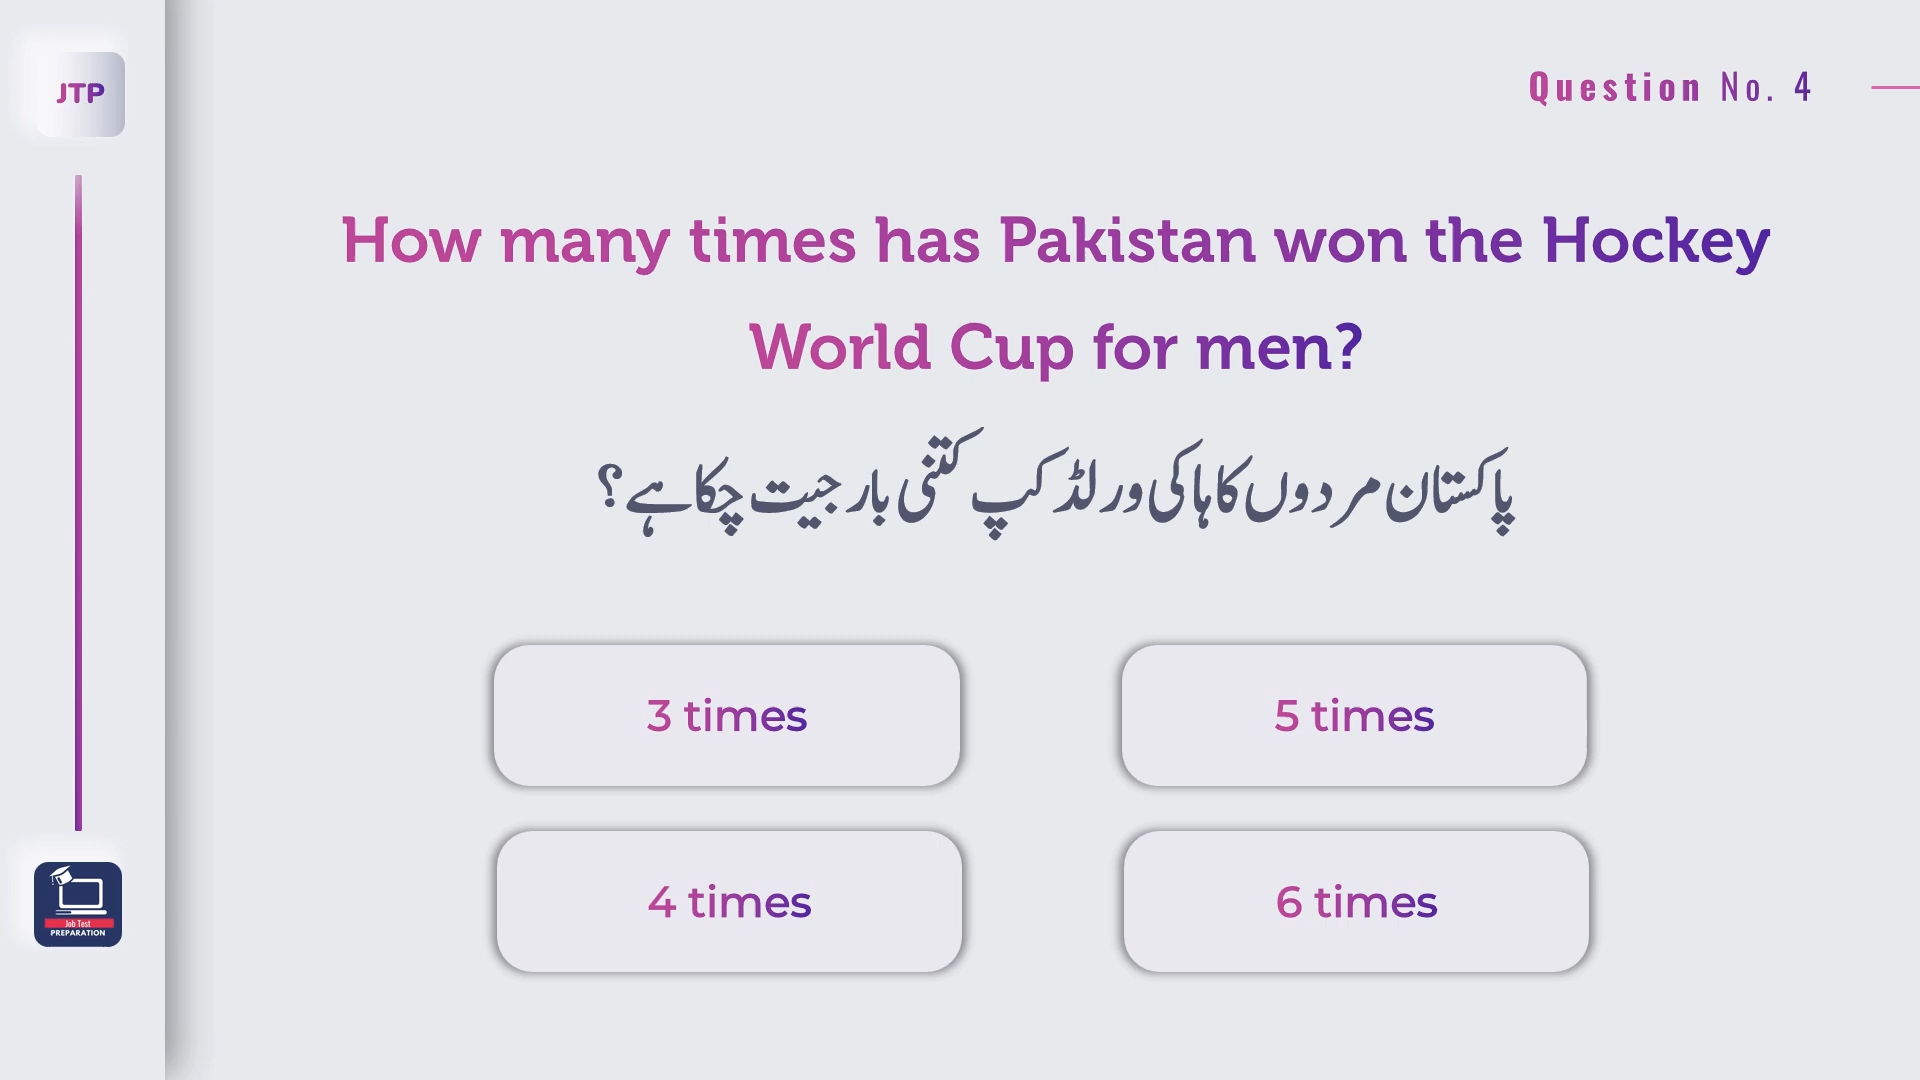 JTP
Question No. 4
How many times has Pakistan won the Hockey
World Cup for men?
پاکستان مردوں کا ہاکی ورلڈ کپ کتنی بار جیت چکا ہے؟
3 times
5 times
4 times
6 times
Job Test
PREPARATION